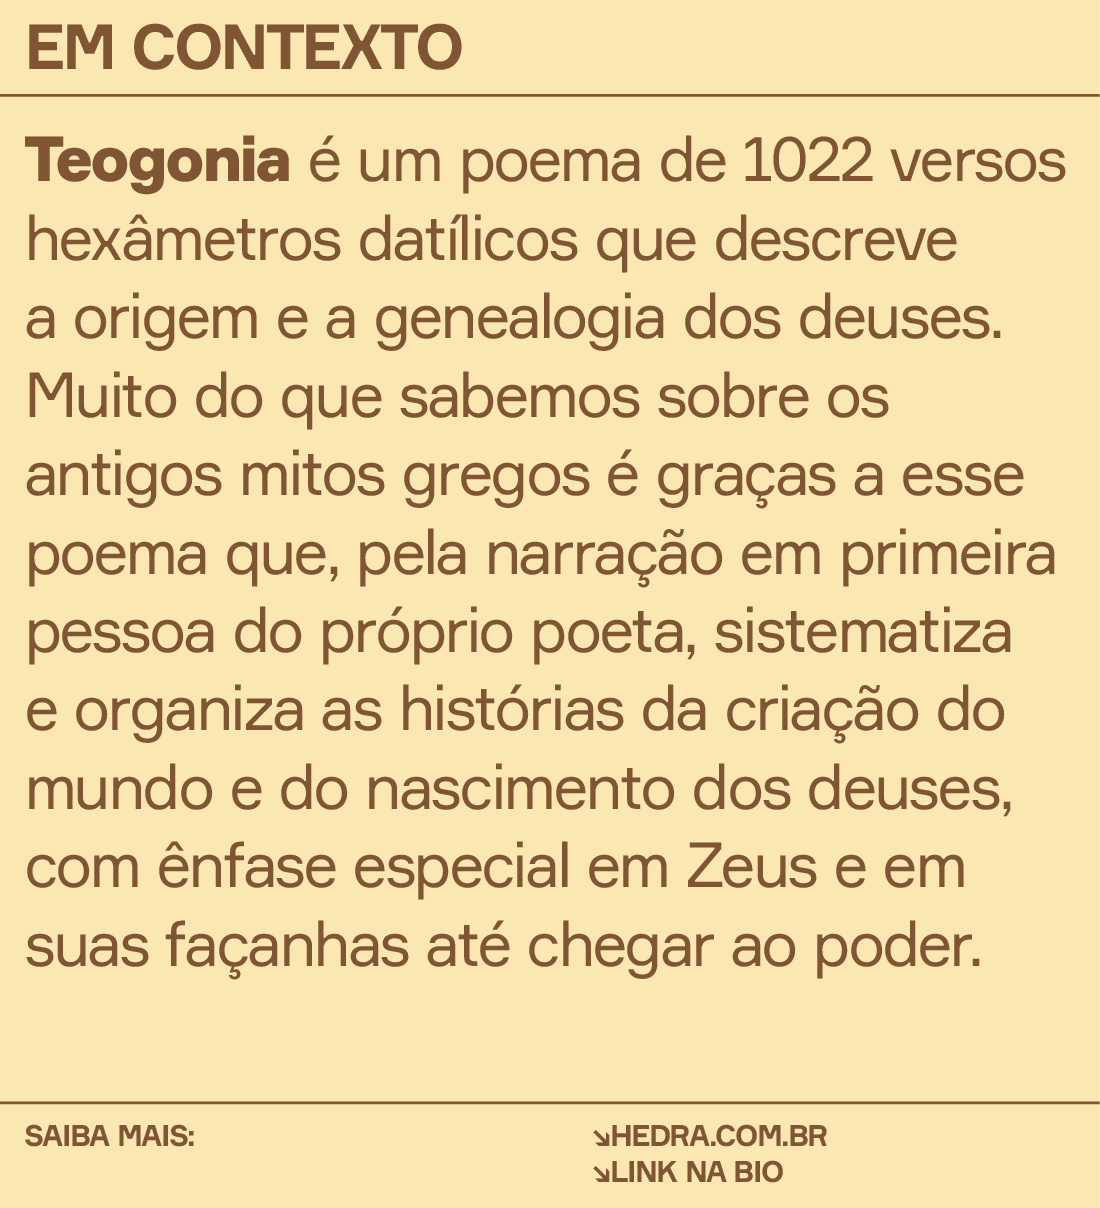 EM CONTEXTO
Teogonia é um poema de 1022 versos
hexâmetros datílicos que descreve
a origem e a genealogia dos deuses.
Muito do que sabemos sobre os
antigos mitos gregos é graças a esse
poema que, pela narração em primeira
pessoa do próprio poeta, sistematiza
e organiza as histórias da criação do
mundo e do nascimento dos deuses,
com ênfase especial em Zeus e em
suas façanhas até chegar ao poder.
SAIBA MAIS:
↘HEDRA.COM.BR
↘LINK NA BIO